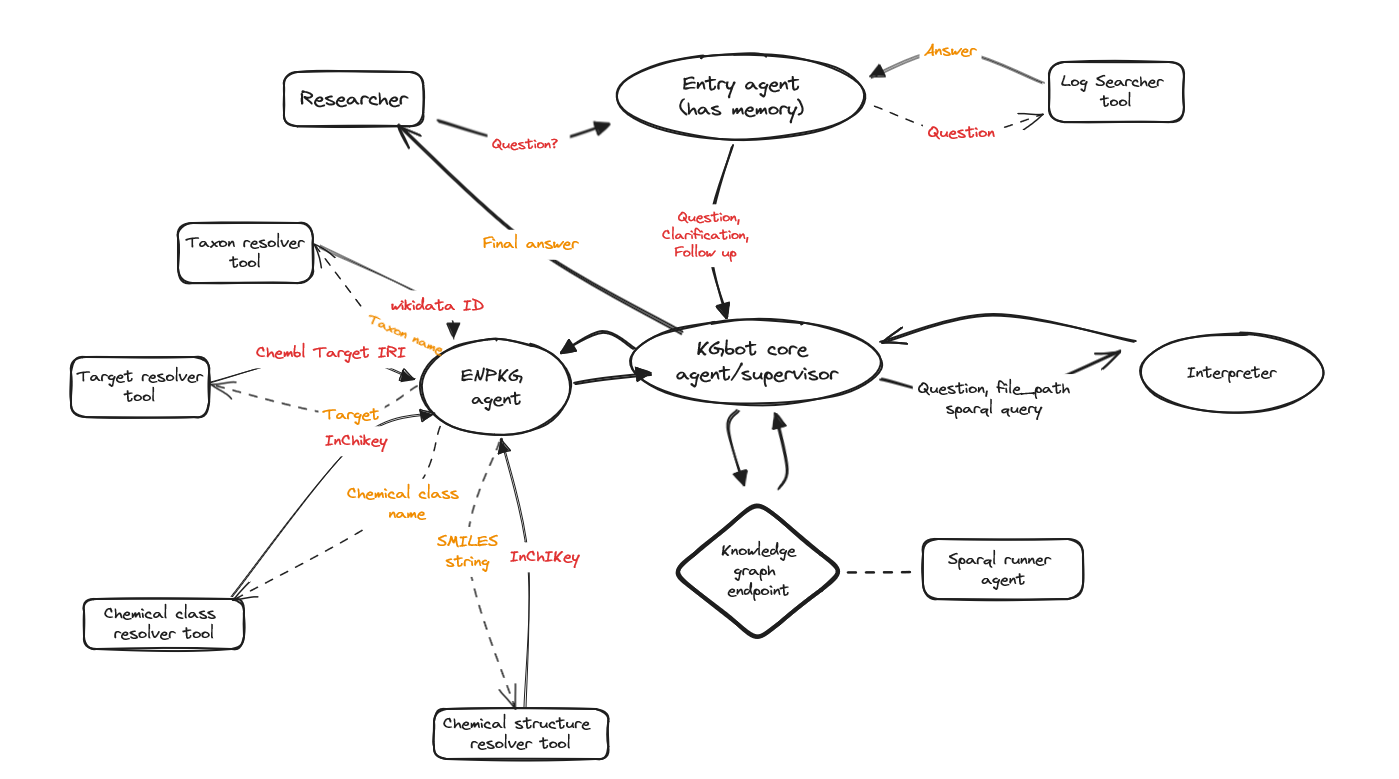 Answer
Entry agent
(has memory)
Log Searcher
tool
Researcher
Question?
Question
Question,
Clarification,
Follow up
Final answer
Taxon resolver
tool
wikidata ID
Taxon name
Chembl Target IRI
KGbot core
agent/supervisor
Target resolver
tool
ENPKG
agent
Interpreter
Question, file_path
sparql query
Target
InChikey
Chemical class
name
SMILES
string
InChIKey
Knowledge
graph
endpoint
Sparql runner
agent
Chemical class
resolver tool
Chemical structure
resolver tool